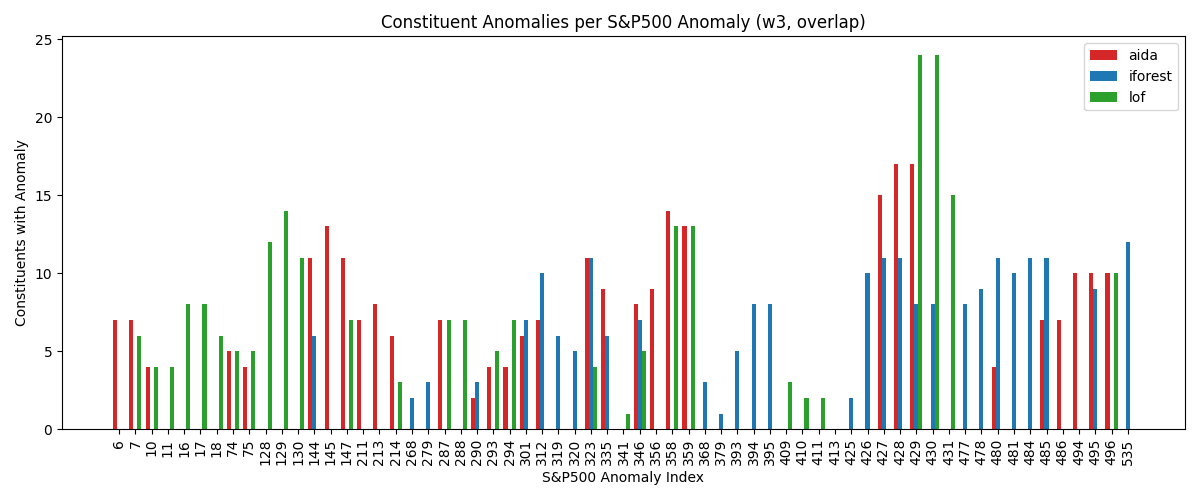 Constituent Anomalies per S&P500 Anomaly (w3, overlap)
Constituents with Anomaly
25
20
15
10
5
0
aida
iforest
lof
6 7 10 11 16 17 18 74 75 128 129 130 144 145 147 211 213 214 268 279 287 288 290 293 294 301 312 319 320 323 335 341 346 356 358 359 368 379 393 394 395 409 410 411 413 425 426 427 428 429 430 431 477 478 480 481 484 485 486 494 495 496 535
S&P500 Anomaly Index